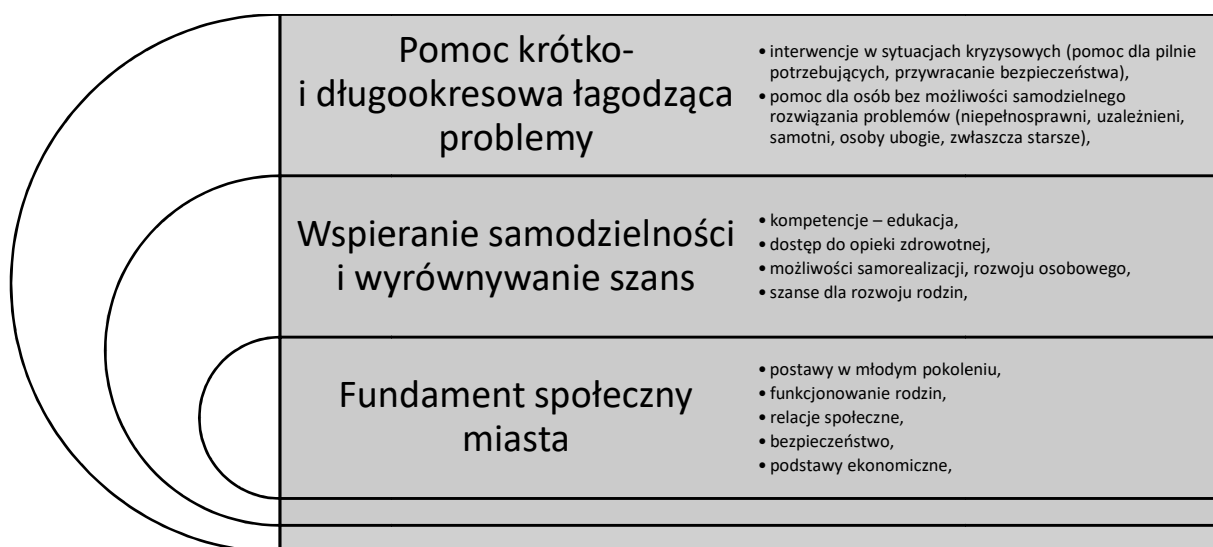 Pomoc krótko-
i długookresowa łagodząca
problemy
• interwencje w sytuacjach kryzysowych (pomoc dla pilnie
potrzebujących, przywracanie bezpieczeństwa),
• pomoc dla osób bez możliwości samodzielnego
rozwiązania problemów (niepełnosprawni, uzależnieni,
samotni, osoby ubogie, zwłaszcza starsze),
Wspieranie samodzielności
i wyrównywanie szans
• kompetencje – edukacja,
• dostęp do opieki zdrowotnej,
• możliwości samorealizacji, rozwoju osobowego,
• szanse dla rozwoju rodzin,
Fundament społeczny
miasta
• postawy w młodym pokoleniu,
• funkcjonowanie rodzin,
• relacje społeczne,
• bezpieczeństwo,
• podstawy ekonomiczne,